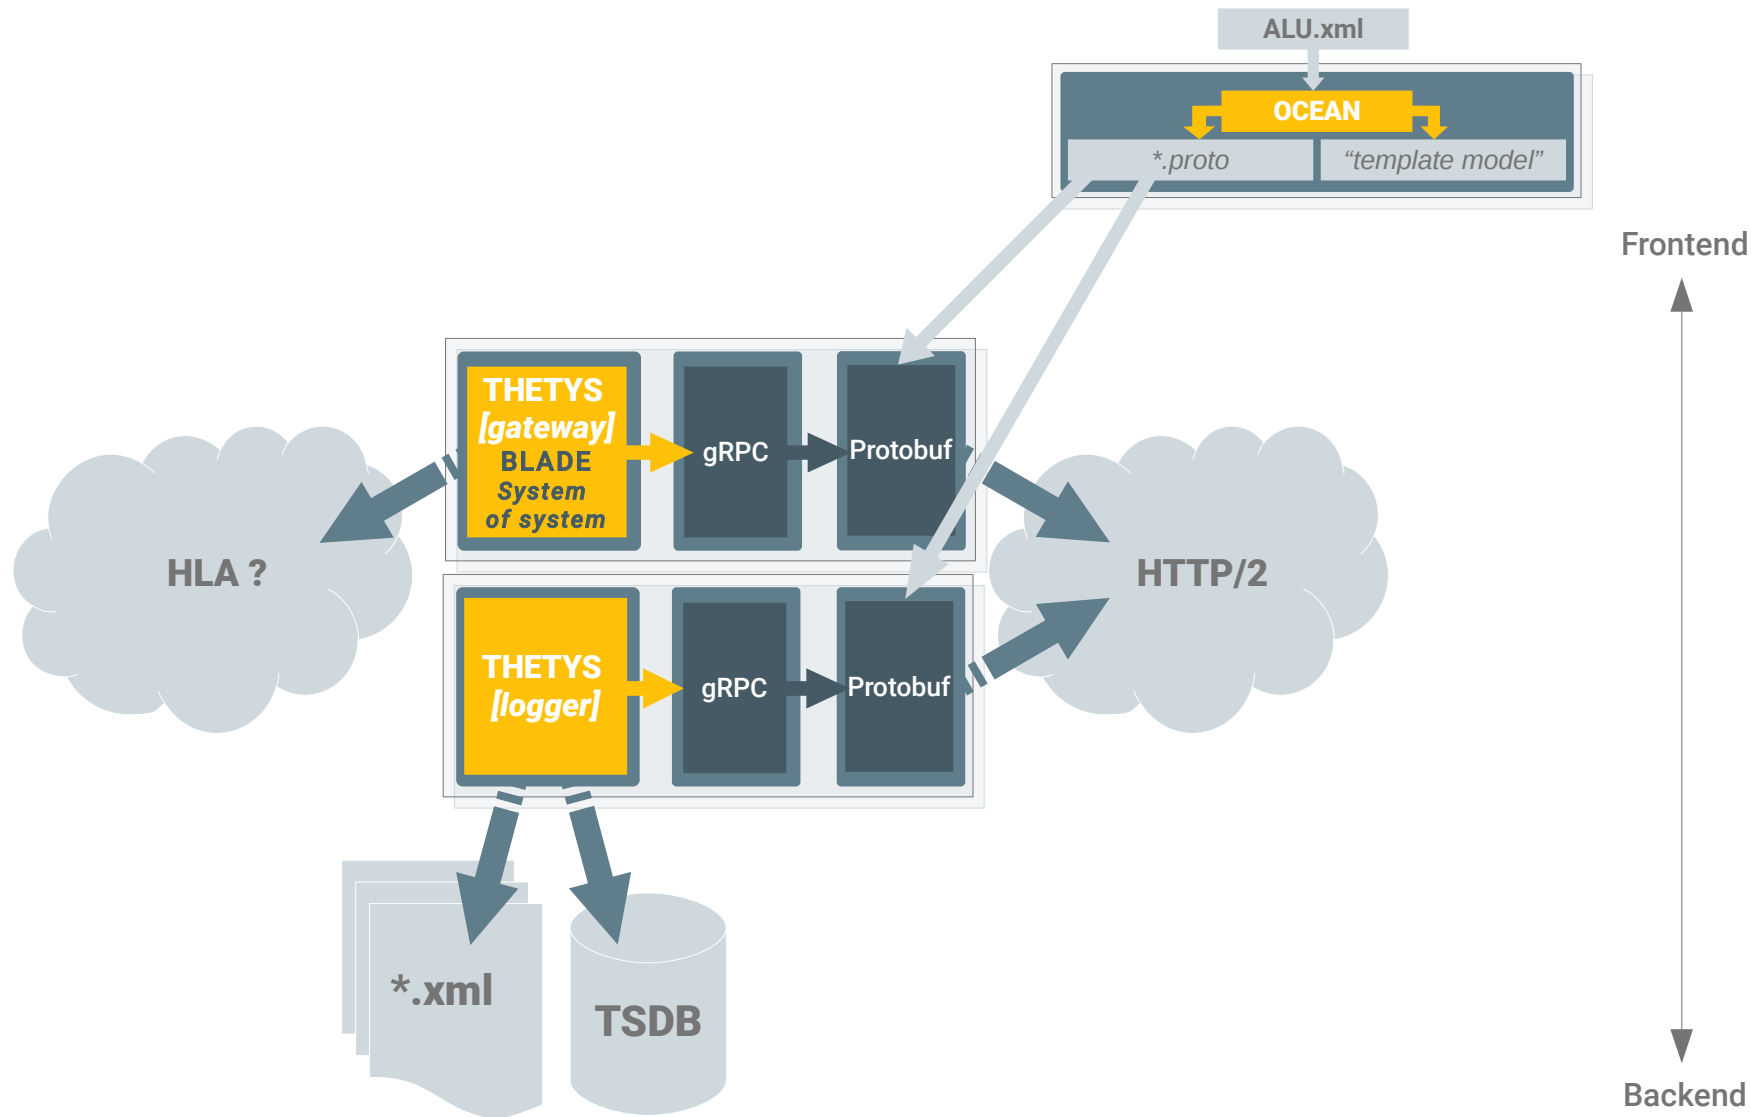 ALU.xml
OCEAN
*.proto
“template model”
Frontend
THETYS
[gateway]
BLADE
System
of system
gRPC
Protobuf
HLA ?
HTTP/2
THETYS
[logger]
gRPC
Protobuf
*.xml
TSDB
Backend